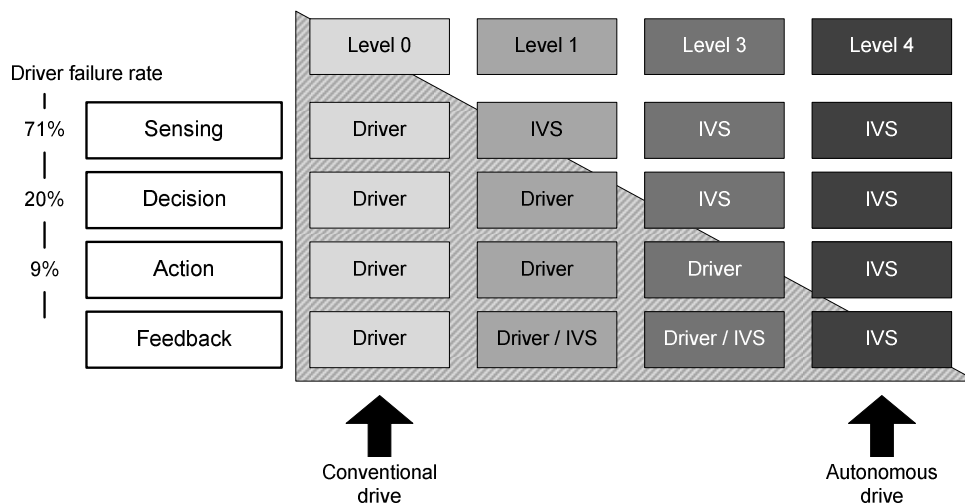 Level 0
Level 1
Level 3
Level 4
Driver failure rate
71%
Sensing
Driver
IVS
IVS
IVS
20%
Decision
Driver
Driver
IVS
IVS
9%
Action
Driver
Driver
Driver
IVS
Feedback
Driver
Driver / IVS
Driver / IVS
IVS
Conventional
drive
Autonomous
drive